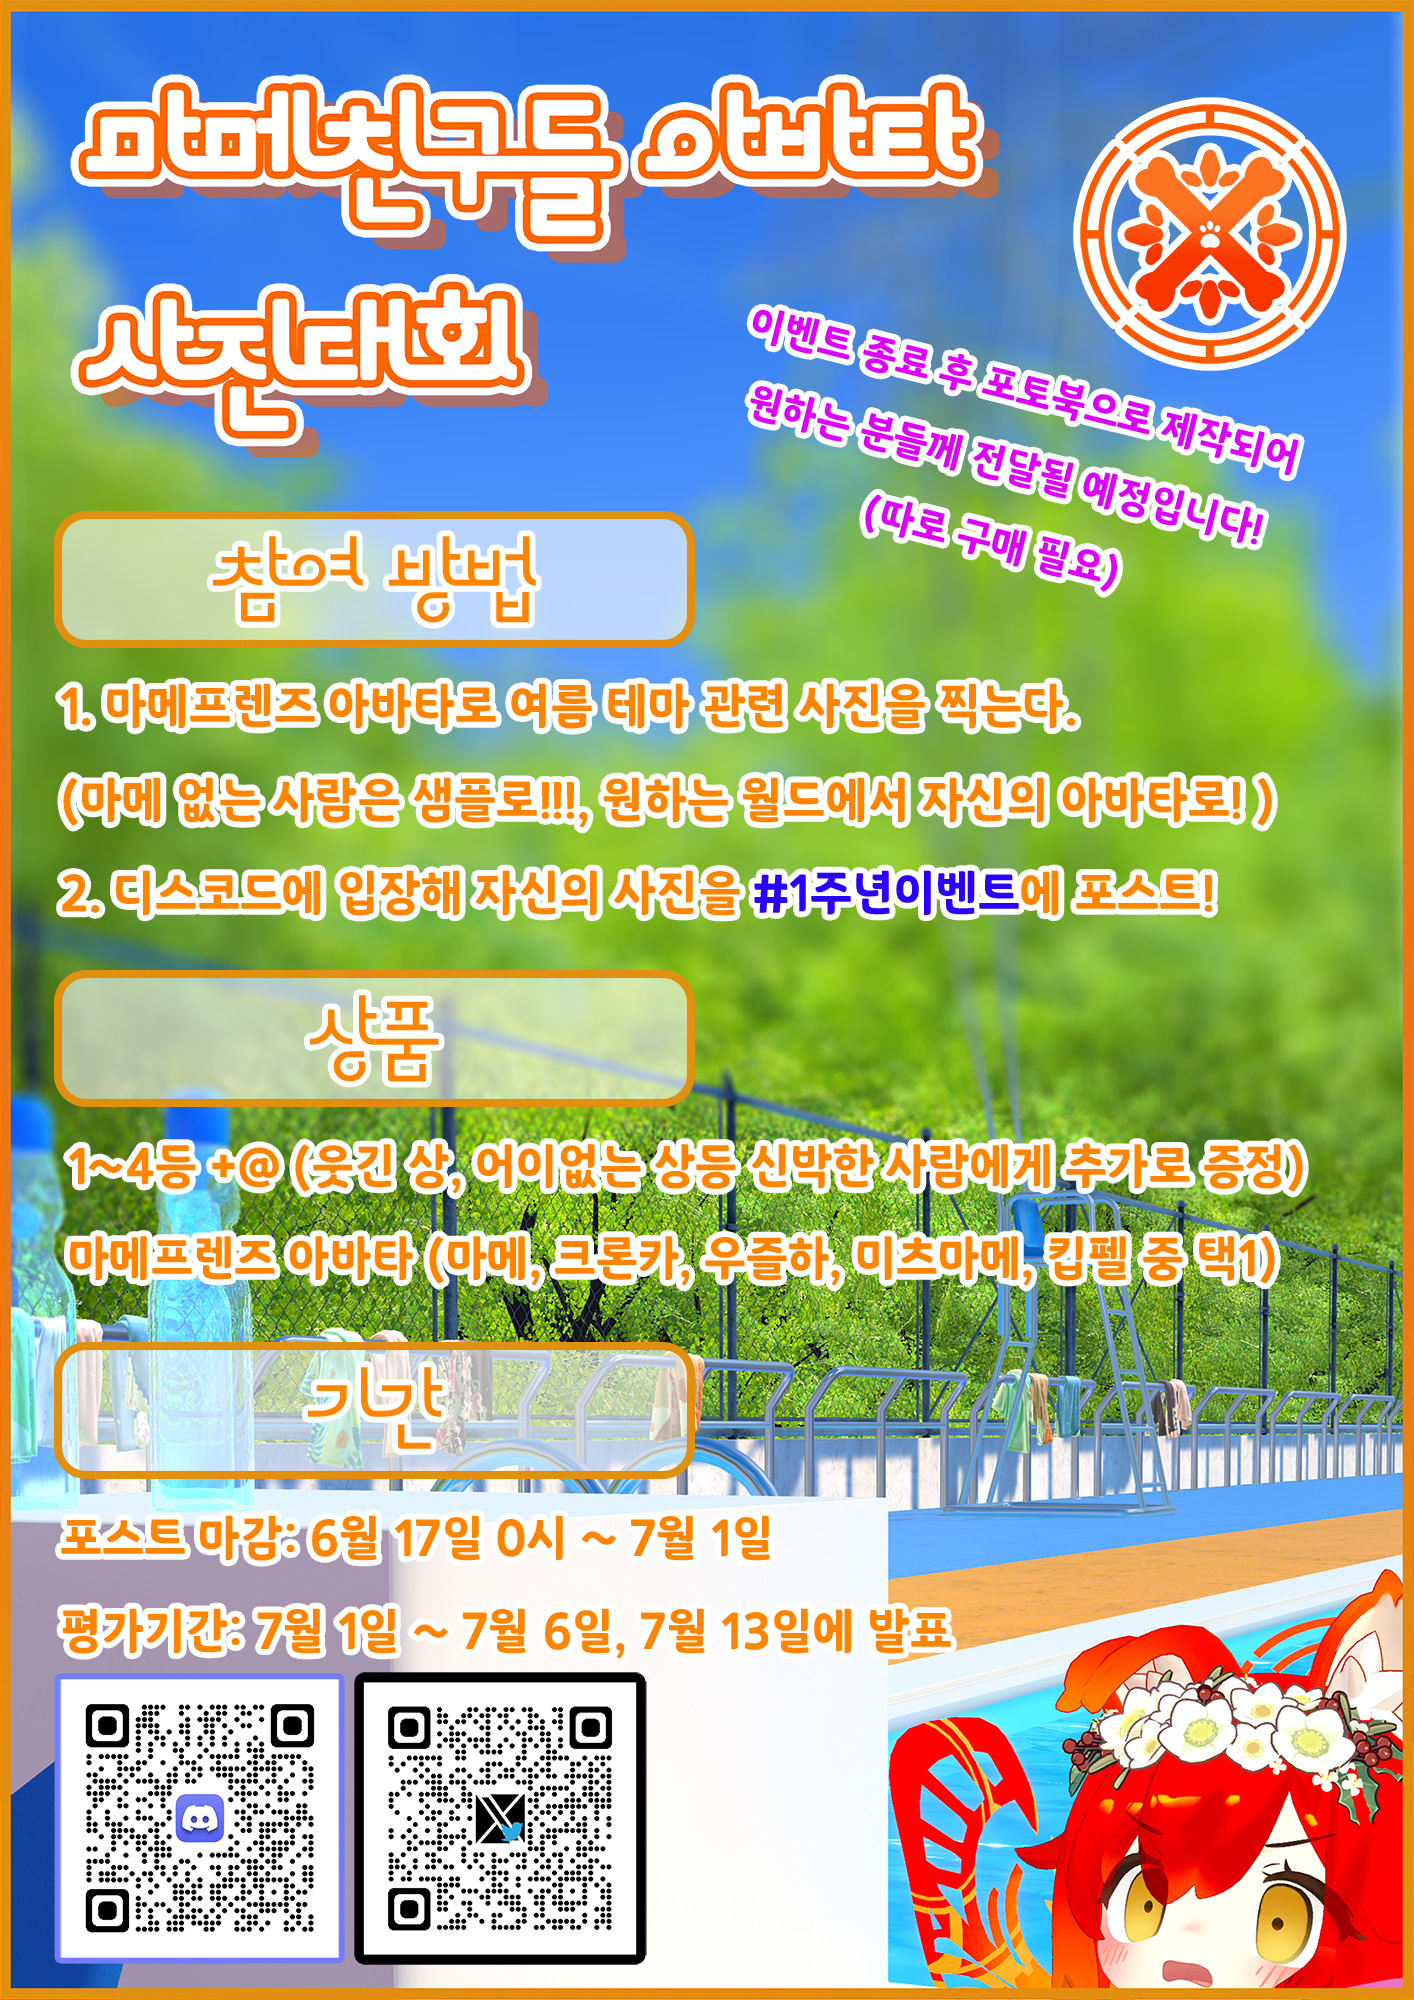 마메친구들 아바타
사진대회
이벤트 종료 후 포토북으로 제작되어
원하는 분들께 전달될 예정입니다!
(따로 구매 필요)
참여 방법
1. 마메프렌즈 아바타로 여름 테마 관련 사진을 찍는다.
(마메 없는 사람은 샘플로!!!, 원하는 월드에서 자신의 아바타로! )
2. 디스코드에 입장해 자신의 사진을 #1주년이벤트에 포스트!
상품
1~4등 +@ (웃긴 상, 어이없는 상등 신박한 사람에게 추가로 증정)
마메프렌즈 아바타 (마메, 크론카, 우즐하, 미츠마메, 킵펠 중 택1)
기간
포스트 마감: 6월 17일 0시 ~ 7월 1일
평가기간: 7월 1일 ~ 7월 6일, 7월 13일에 발표